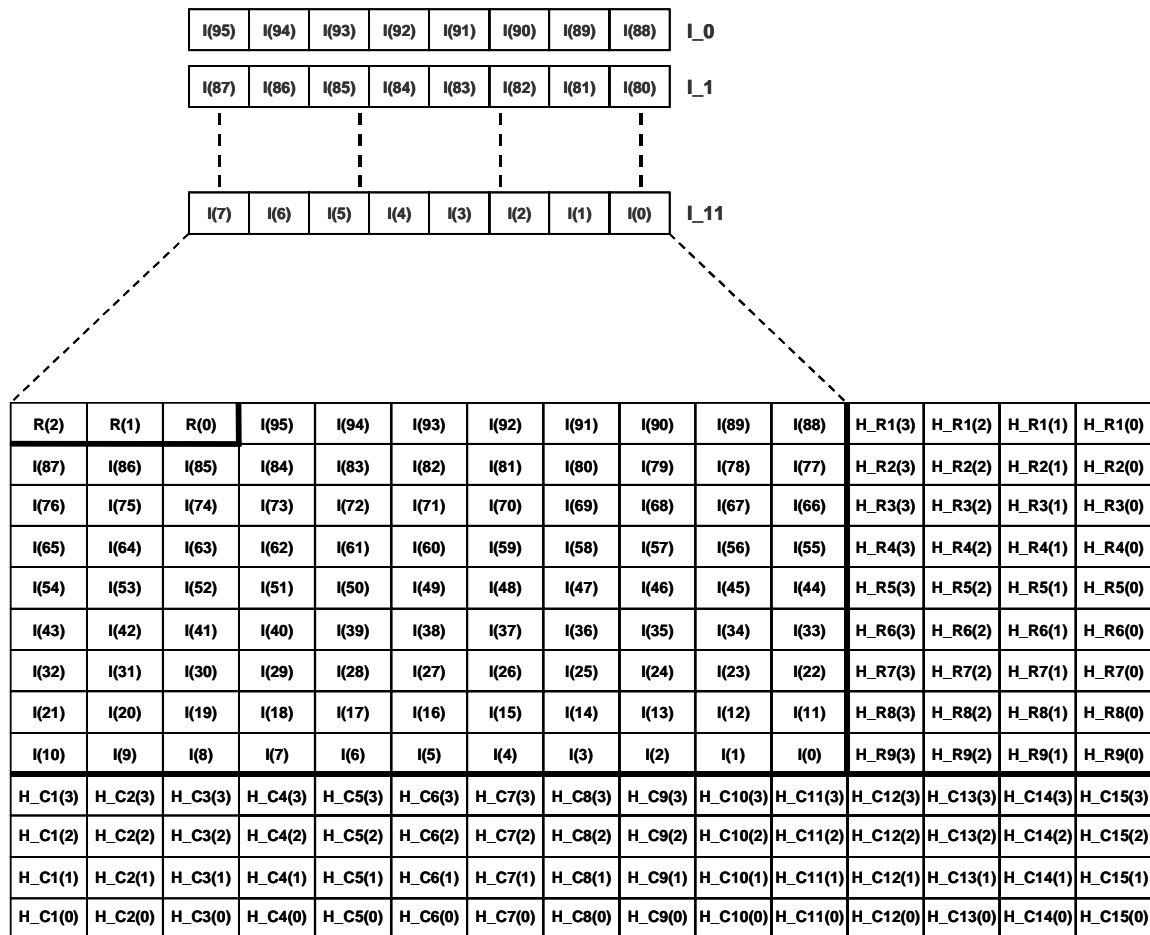 I(95) I(94) I(93) I(92) I(91) I(90) I(89) I(88) I_0
I(87) I(86) I(85) I(84) I(83) I(82) I(81) I(80) I_1
I(7) I(6) I(5) I(4) I(3) I(2) I(1) I(0) I_11
R(2) R(1) R(0) I(95) I(94) I(93) I(92) I(91) I(90) I(89) I(88) H_R1(3) H_R1(2) H_R1(1) H_R1(0)
I(87) I(86) I(85) I(84) I(83) I(82) I(81) I(80) I(79) I(78) I(77) H_R2(3) H_R2(2) H_R2(1) H_R2(0)
I(76) I(75) I(74) I(73) I(72) I(71) I(70) I(69) I(68) I(67) I(66) H_R3(3) H_R3(2) H_R3(1) H_R3(0)
I(65) I(64) I(63) I(62) I(61) I(60) I(59) I(58) I(57) I(56) I(55) H_R4(3) H_R4(2) H_R4(1) H_R4(0)
I(54) I(53) I(52) I(51) I(50) I(49) I(48) I(47) I(46) I(45) I(44) H_R5(3) H_R5(2) H_R5(1) H_R5(0)
I(43) I(42) I(41) I(40) I(39) I(38) I(37) I(36) I(35) I(34) I(33) H_R6(3) H_R6(2) H_R6(1) H_R6(0)
I(32) I(31) I(30) I(29) I(28) I(27) I(26) I(25) I(24) I(23) I(22) H_R7(3) H_R7(2) H_R7(1) H_R7(0)
I(21) I(20) I(19) I(18) I(17) I(16) I(15) I(14) I(13) I(12) I(11) H_R8(3) H_R8(2) H_R8(1) H_R8(0)
I(10) I(9) I(8) I(7) I(6) I(5) I(4) I(3) I(2) I(1) I(0) H_R9(3) H_R9(2) H_R9(1) H_R9(0)
H_C1(3) H_C2(3) H_C3(3) H_C4(3) H_C5(3) H_C6(3) H_C7(3) H_C8(3) H_C9(3) H_C10(3) H_C11(3) H_C12(3) H_C13(3) H_C14(3) H_C15(3)
H_C1(2) H_C2(2) H_C3(2) H_C4(2) H_C5(2) H_C6(2) H_C7(2) H_C8(2) H_C9(2) H_C10(2) H_C11(2) H_C12(2) H_C13(2) H_C14(2) H_C15(2)
H_C1(1) H_C2(1) H_C3(1) H_C4(1) H_C5(1) H_C6(1) H_C7(1) H_C8(1) H_C9(1) H_C10(1) H_C11(1) H_C12(1) H_C13(1) H_C14(1) H_C15(1)
H_C1(0) H_C2(0) H_C3(0) H_C4(0) H_C5(0) H_C6(0) H_C7(0) H_C8(0) H_C9(0) H_C10(0) H_C11(0) H_C12(0) H_C13(0) H_C14(0) H_C15(0)